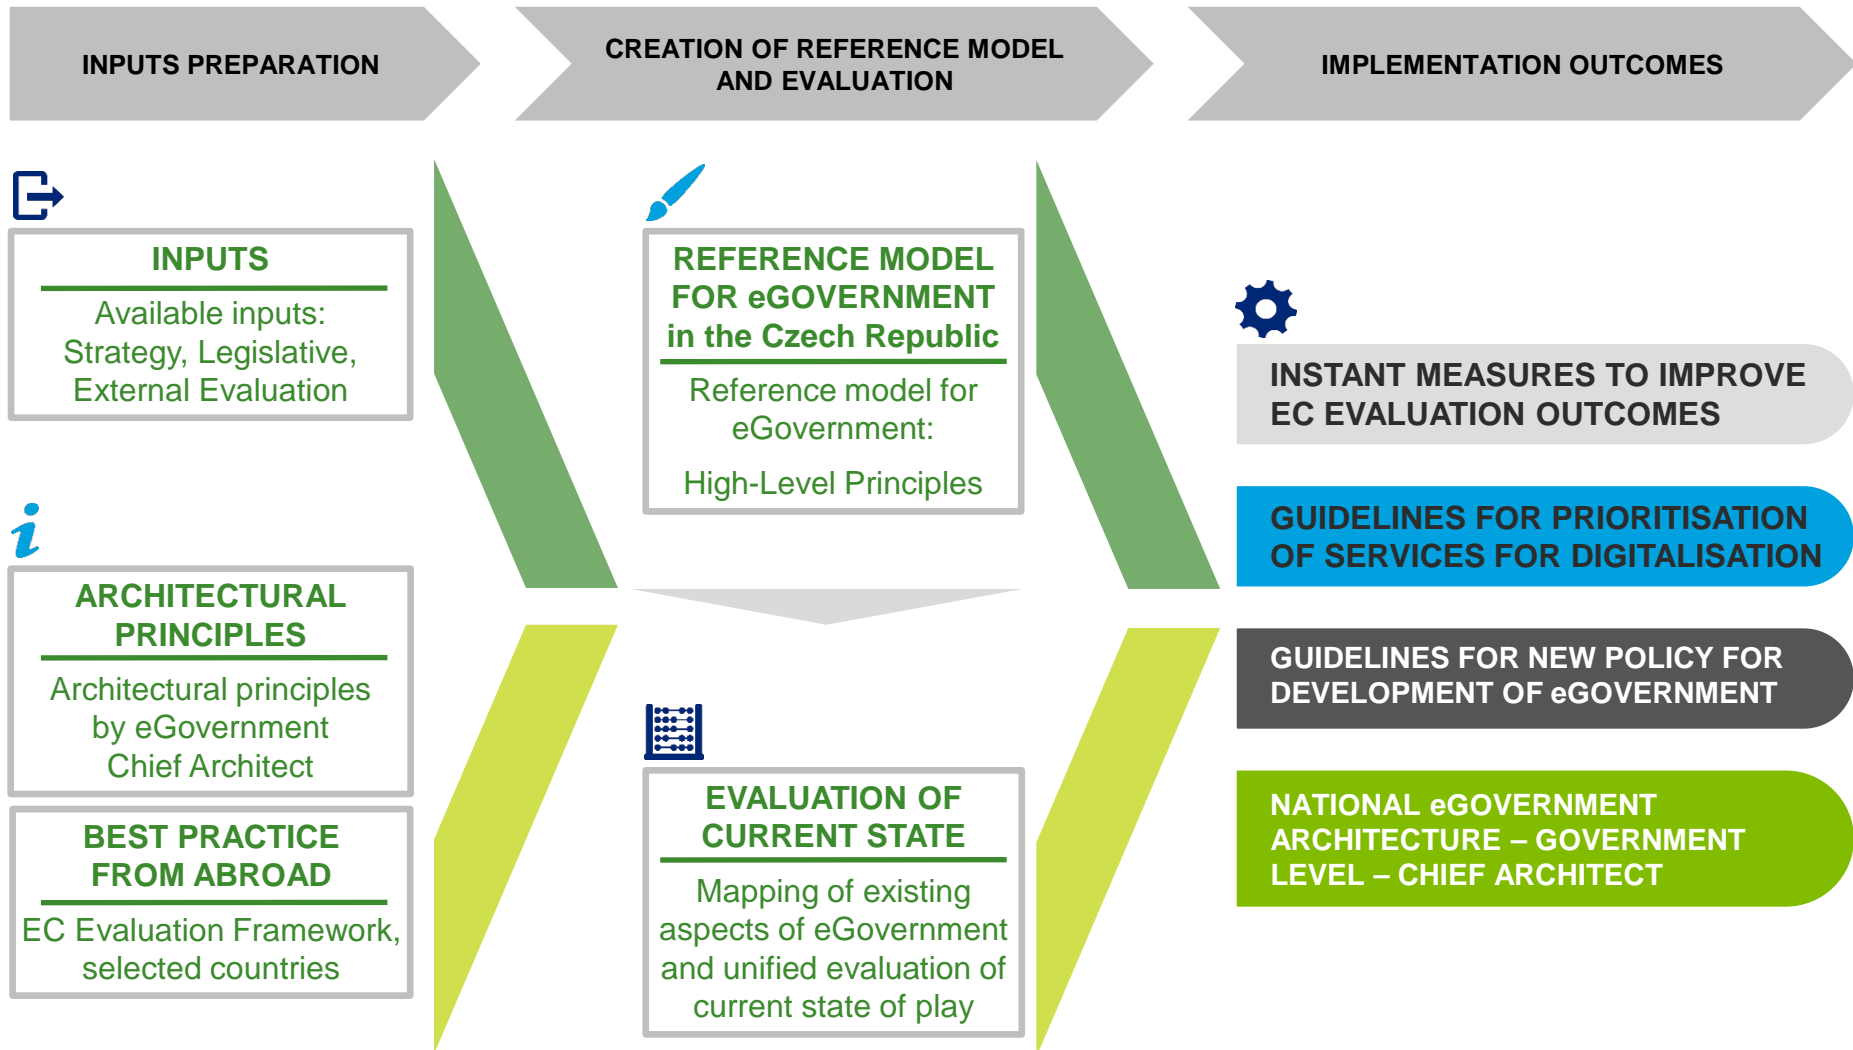 INPUTS PREPARATION
CREATION OF REFERENCE MODEL
AND EVALUATION
IMPLEMENTATION OUTCOMES
INPUTS
Available inputs:
Strategy, Legislative,
External Evaluation
ARCHITECTURAL
PRINCIPLES
Architectural principles
by eGovernment
Chief Architect
BEST PRACTICE
FROM ABROAD
EC Evaluation Framework,
selected countries
REFERENCE MODEL
FOR eGOVERNMENT
in the Czech Republic
Reference model for
eGovernment:
High-Level Principles
EVALUATION OF
CURRENT STATE
Mapping of existing
aspects of eGovernment
and unified evaluation of
current state of play
INSTANT MEASURES TO IMPROVE
EC EVALUATION OUTCOMES
GUIDELINES FOR PRIORITISATION
OF SERVICES FOR DIGITALISATION
GUIDELINES FOR NEW POLICY FOR
DEVELOPMENT OF eGOVERNMENT
NATIONAL eGOVERNMENT
ARCHITECTURE – GOVERNMENT
LEVEL – CHIEF ARCHITECT